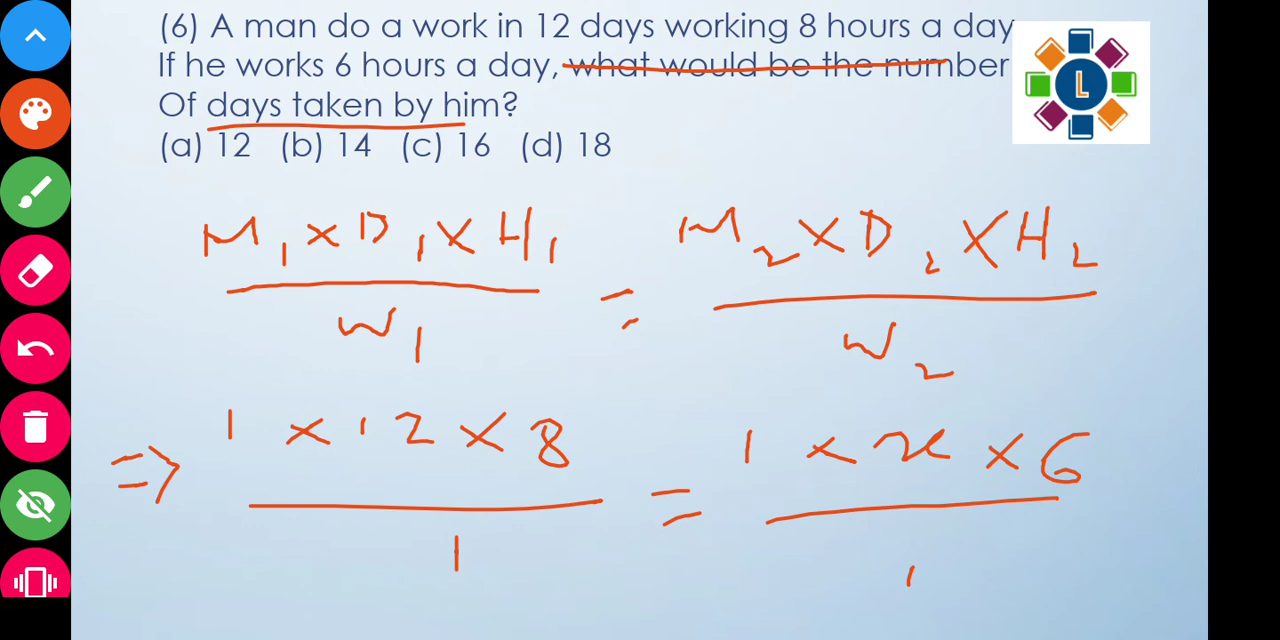 (6) A man do a work in 12 days working 8 hours a day
If he works 6 hours a day, what would be the number
Of days taken by him?
(a) 12 (b) 14 (c) 16 (d) 18
L
M₁ × D₁ × H₁ / W₁ = M₂ × D₂ × H₂ / W₂
⇒ 1 × 12 × 8 / 1 = 1 × x × 6 / 1